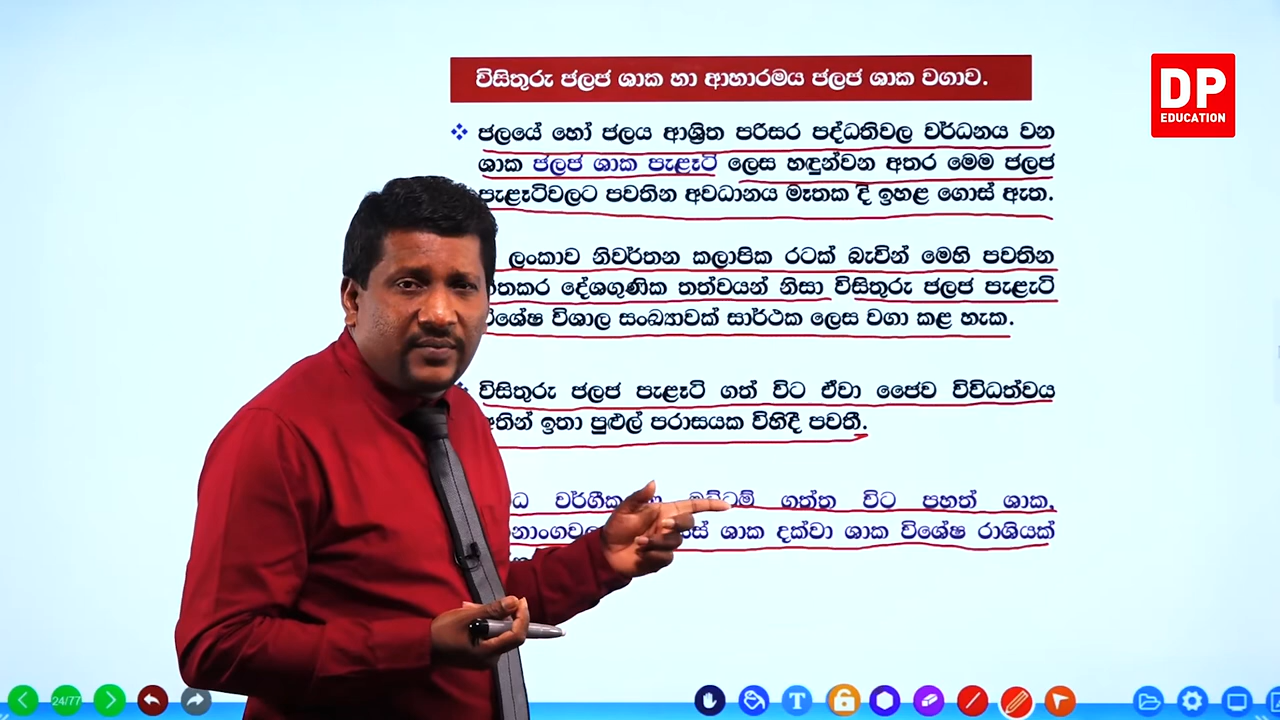 විසිතුරු ජලජ ශාක හා ආහාරමය ජලජ ශාක වගාව.
DP
EDUCATION
ජලයේ හෝ ජලය ආශ්‍රිත පරිසර පද්ධතිවල වර්ධනය වන
ශාක ජලජ ශාක පැළෑටි ලෙස හඳුන්වන අතර මෙම ජලජ
පැළෑටිවලට පවතින අවධානය මෑතක දි ඉහළ ගොස් ඇත.
ලංකාව නිවර්තන කලාපික රටක් බැවින් මෙහි පවතින
දේශගුණික තත්වයන් නිසා විසිතුරු ජලජ පැළැටි
විශාල සංඛ්‍යාවක් සාර්ථක ලෙස වගා කළ හැක.
විසිතුරු ජලජ පැළෑටි ගත් විට ඒවා ජෛව විවිධත්වය
ඉතා පුළුල් පරාසයක විහිදී පවතී.
ගත්ත විට පහත් ශාක,
ශාක දක්වා ශාක විශේෂ රාශියක්
24/77